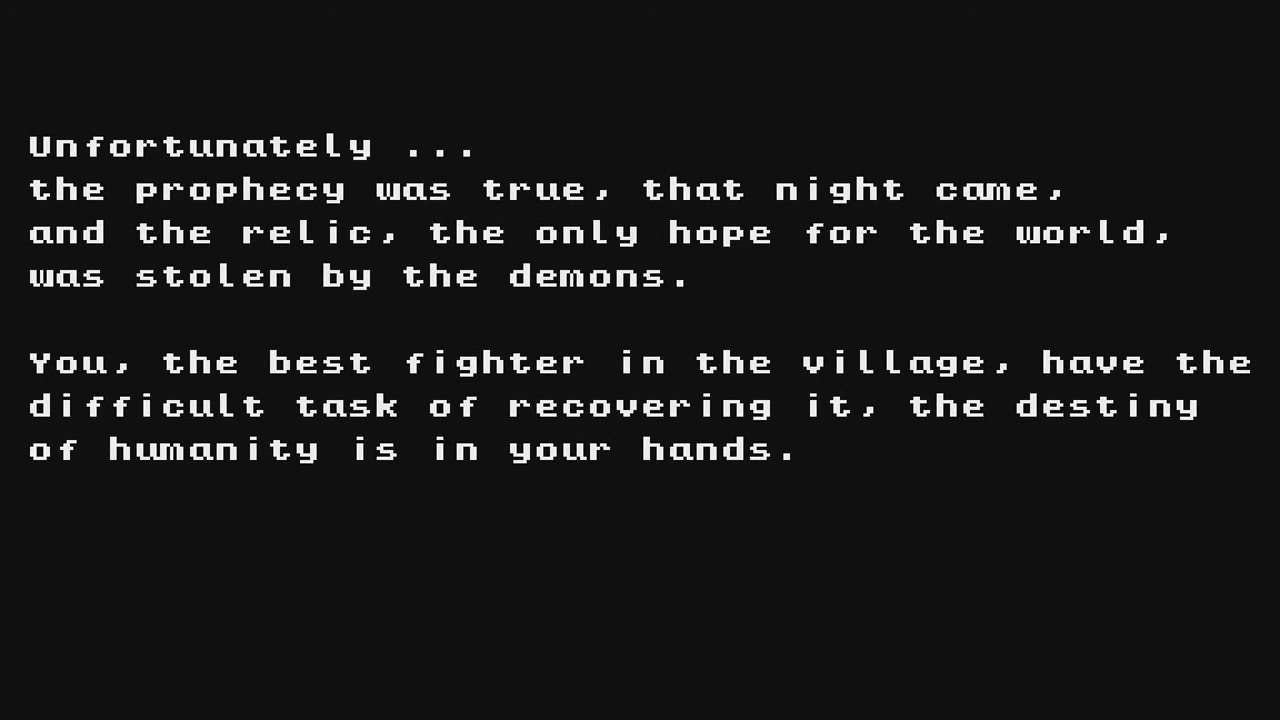 Unfortunately ...
the prophecy was true, that night came,
and the relic, the only hope for the world,
was stolen by the demons.
You, the best fighter in the village, have the
difficult task of recovering it, the destiny
of humanity is in your hands.